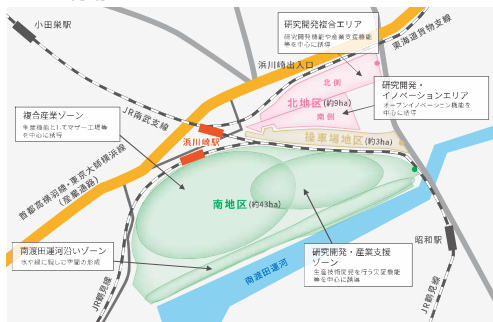 小田栄駅
研究開発複合エリア
研究開発機能や産業支援機能
等を中心に誘導
東海道貨物支線
浜川崎出入口
北側
北地区(約9ha)
南側
研究開発・
イノベーションエリア
オープンイノベーション機能を
中心に誘導
複合産業ゾーン
生産機能としてマザー工場等
を中心に誘導
JR南武支線
浜川崎駅
操車場地区(約3ha)
首都高横羽線・東京大師横浜線
(産業道路)
南地区(約43ha)
南渡田運河沿いゾーン
水や緑に親しむ空間の形成
研究開発・産業支援
ゾーン
生産技術開発を行う実証機能
等を中心に誘導
昭和駅
南渡田運河
JR鶴見線
JR鶴見線